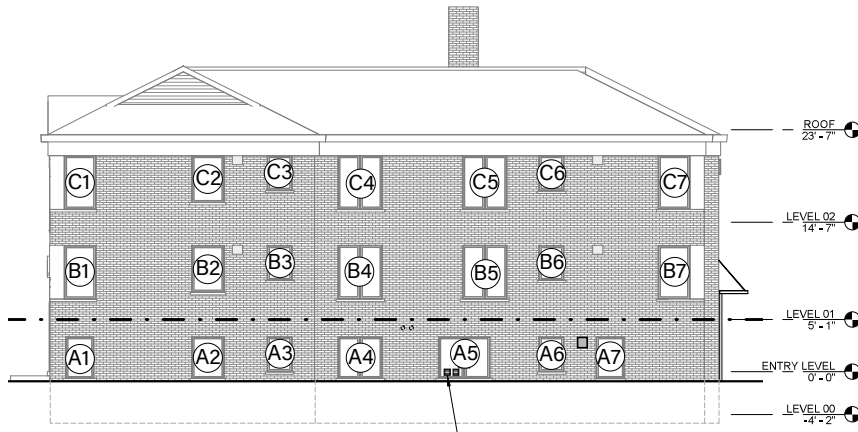 ROOF
23' - 7"
C1 C2 C3 C4 C5 C6 C7
LEVEL 02
14' - 7"
B1 B2 B3 B4 B5 B6 B7
LEVEL 01
5' - 1"
A1 A2 A3 A4 A5 A6 A7
ENTRY LEVEL
0' - 0"
LEVEL 00
-4' - 2"